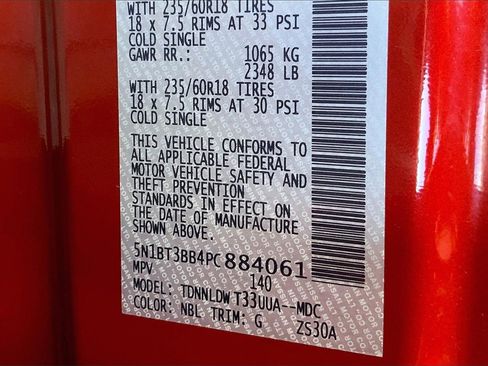 WITH 235/60R18 TIRES
18 x 7.5 RIMS AT 33 PSI
COLD SINGLE
GAWR RR.: 1065 KG
2348 LB
WITH 235/60R18 TIRES
18 x 7.5 RIMS AT 30 PSI
COLD SINGLE
THIS VEHICLE CONFORMS TO
ALL APPLICABLE FEDERAL
MOTOR VEHICLE SAFETY AND
THEFT PREVENTION
STANDARDS IN EFFECT ON
THE DATE OF MANUFACTURE
SHOWN ABOVE.
5N1BT3BB4PC884061
MPV 140
MODEL: TDNNLDWT33UUA--MDC
COLOR: NBL TRIM: G ZS30A